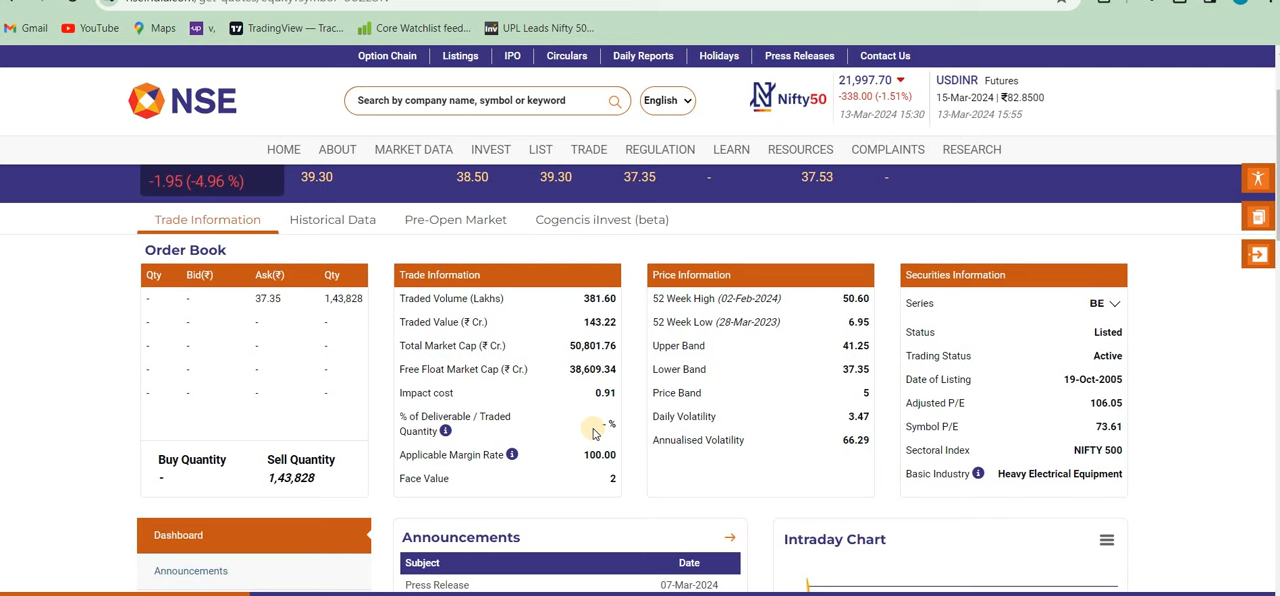 Gmail YouTube Maps up v, TradingView — Trac... Core Watchlist feed... Inv UPL Leads Nifty 50...
Option Chain Listings IPO Circulars Daily Reports Holidays Press Releases Contact Us
NSE
Search by company name, symbol or keyword
English
Nifty50
21,997.70
-338.00 (-1.51%)
13-Mar-2024 15:30
USDINR Futures
15-Mar-2024 | ₹82.8500
13-Mar-2024 15:55
HOME ABOUT MARKET DATA INVEST LIST TRADE REGULATION LEARN RESOURCES COMPLAINTS RESEARCH
-1.95 (-4.96 %) 39.30 38.50 39.30 37.35 - 37.53 -
Trade Information Historical Data Pre-Open Market Cogencis iInvest (beta)
Order Book
Qty Bid(₹) Ask(₹) Qty
- - 37.35 1,43,828
- - - -
- - - -
- - - -
- - - -
Buy Quantity Sell Quantity
- 1,43,828
Trade Information
Traded Volume (Lakhs) 381.60
Traded Value (₹ Cr.) 143.22
Total Market Cap (₹ Cr.) 50,801.76
Free Float Market Cap (₹ Cr.) 38,609.34
Impact cost 0.91
% of Deliverable / Traded
Quantity - %
Applicable Margin Rate 100.00
Face Value 2
Price Information
52 Week High (02-Feb-2024) 50.60
52 Week Low (28-Mar-2023) 6.95
Upper Band 41.25
Lower Band 37.35
Price Band 5
Daily Volatility 3.47
Annualised Volatility 66.29
Securities Information
Series BE
Status Listed
Trading Status Active
Date of Listing 19-Oct-2005
Adjusted P/E 106.05
Symbol P/E 73.61
Sectoral Index NIFTY 500
Basic Industry Heavy Electrical Equipment
Dashboard
Announcements
Announcements
Subject Date
Press Release 07-Mar-2024
Intraday Chart